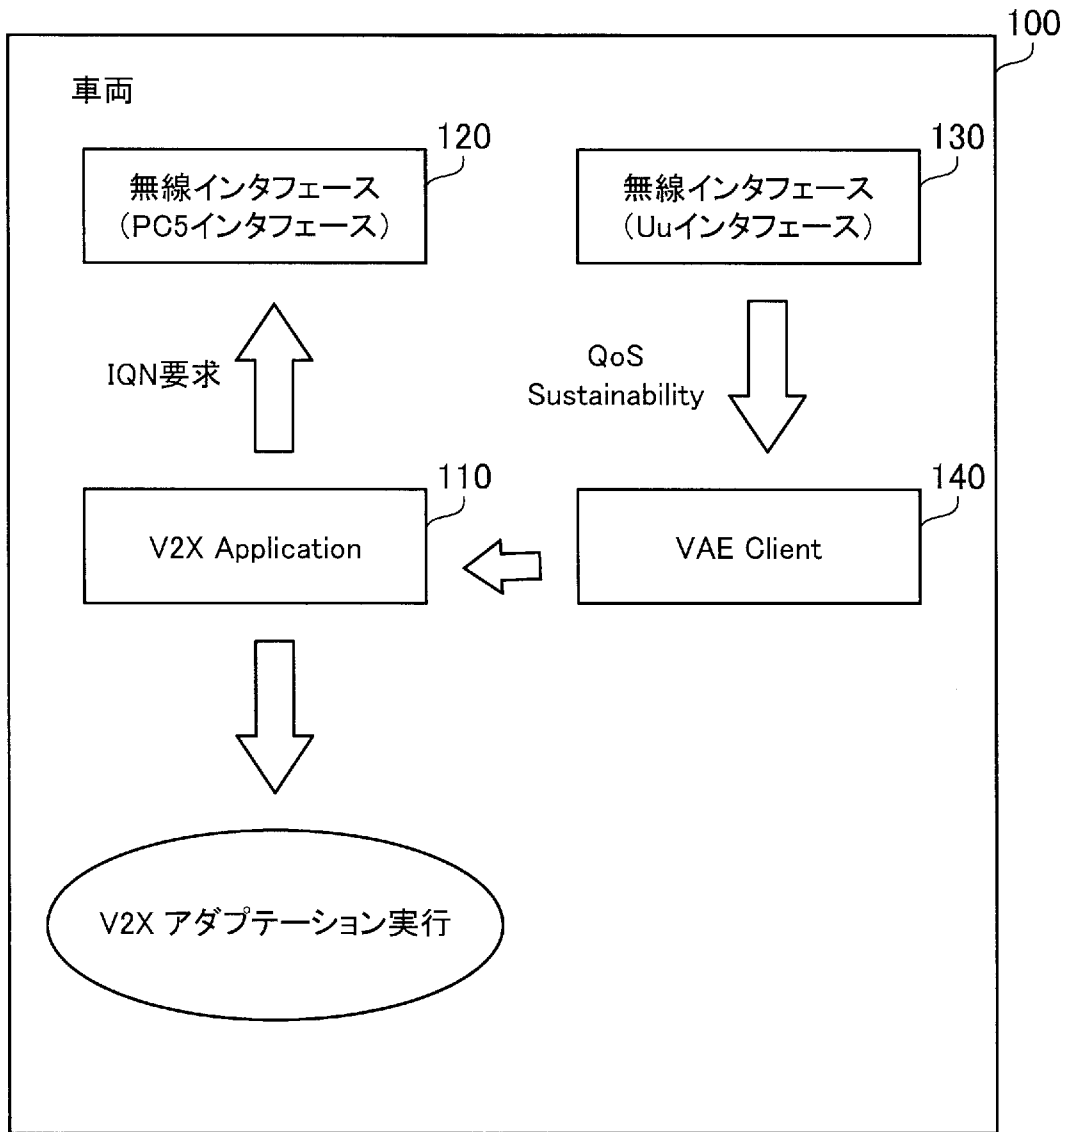 100
車両
120
130
無線インタフェース
(PC5インタフェース)
無線インタフェース
(Uuインタフェース)
IQN要求
QoS
Sustainability
110
140
V2X Application
VAE Client
V2X アダプテーション実行